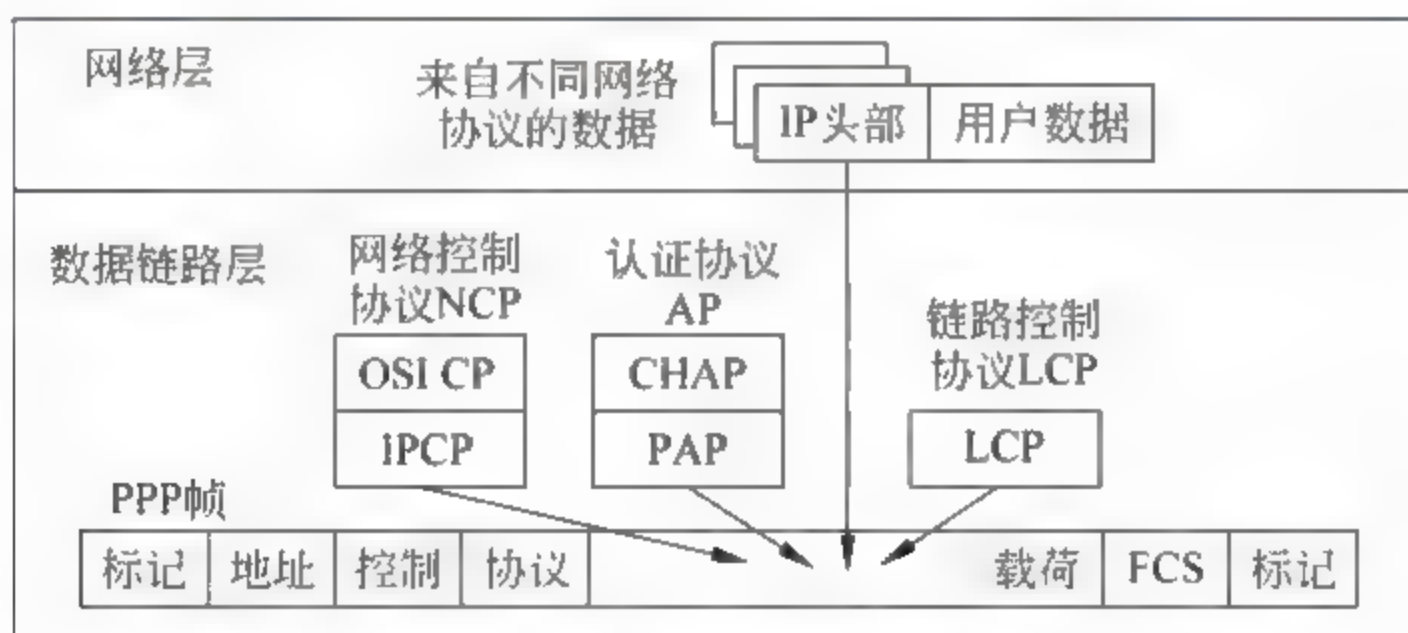 网络层
来自不同网络
协议的数据
IP头部 用户数据
数据链路层
网络控制
协议NCP
认证协议
AP
链路控制
协议LCP
OSI CP
CHAP
IPCP
PAP
LCP
PPP帧
标记 地址 控制 协议 载荷 FCS 标记